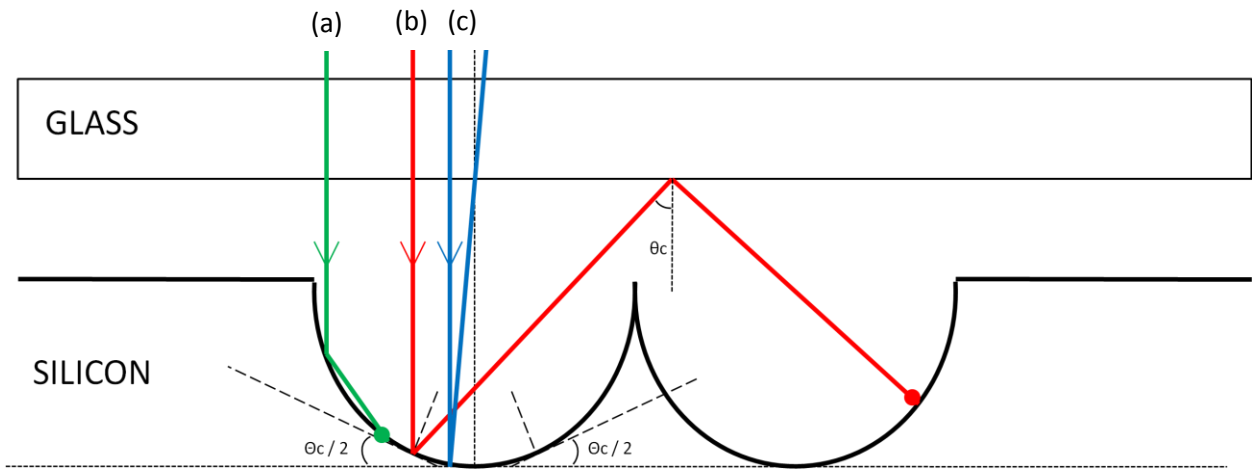 (a) (b) (c)
GLASS
θc
SILICON
Θc / 2 Θc / 2